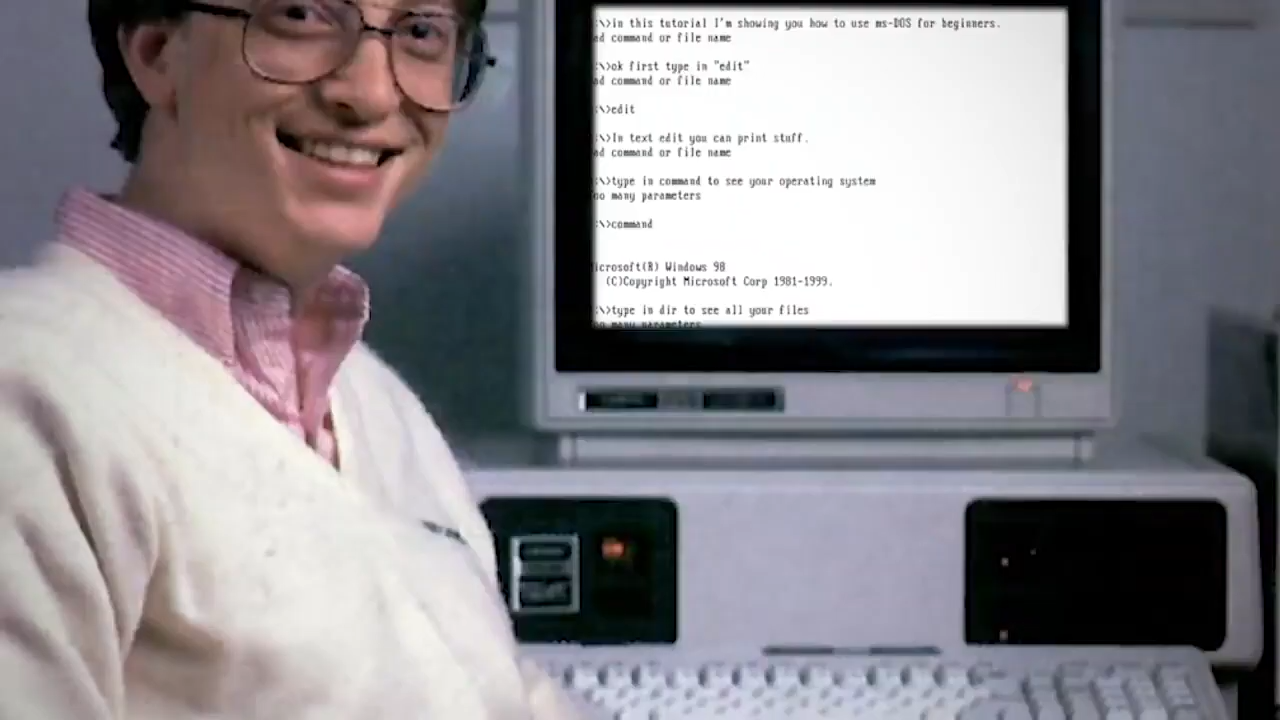 :\>in this tutorial I'm showing you how to use ms-DOS for beginners.
ad command or file name
:\>ok first type in "edit"
ad command or file name
:\>edit
:\>In text edit you can print stuff.
ad command or file name
:\>type in command to see your operating system
oo many parameters
:\>command
icrosoft(R) Windows 98
(C)Copyright Microsoft Corp 1981-1999.
:\>type in dir to see all your files
oo many parameters